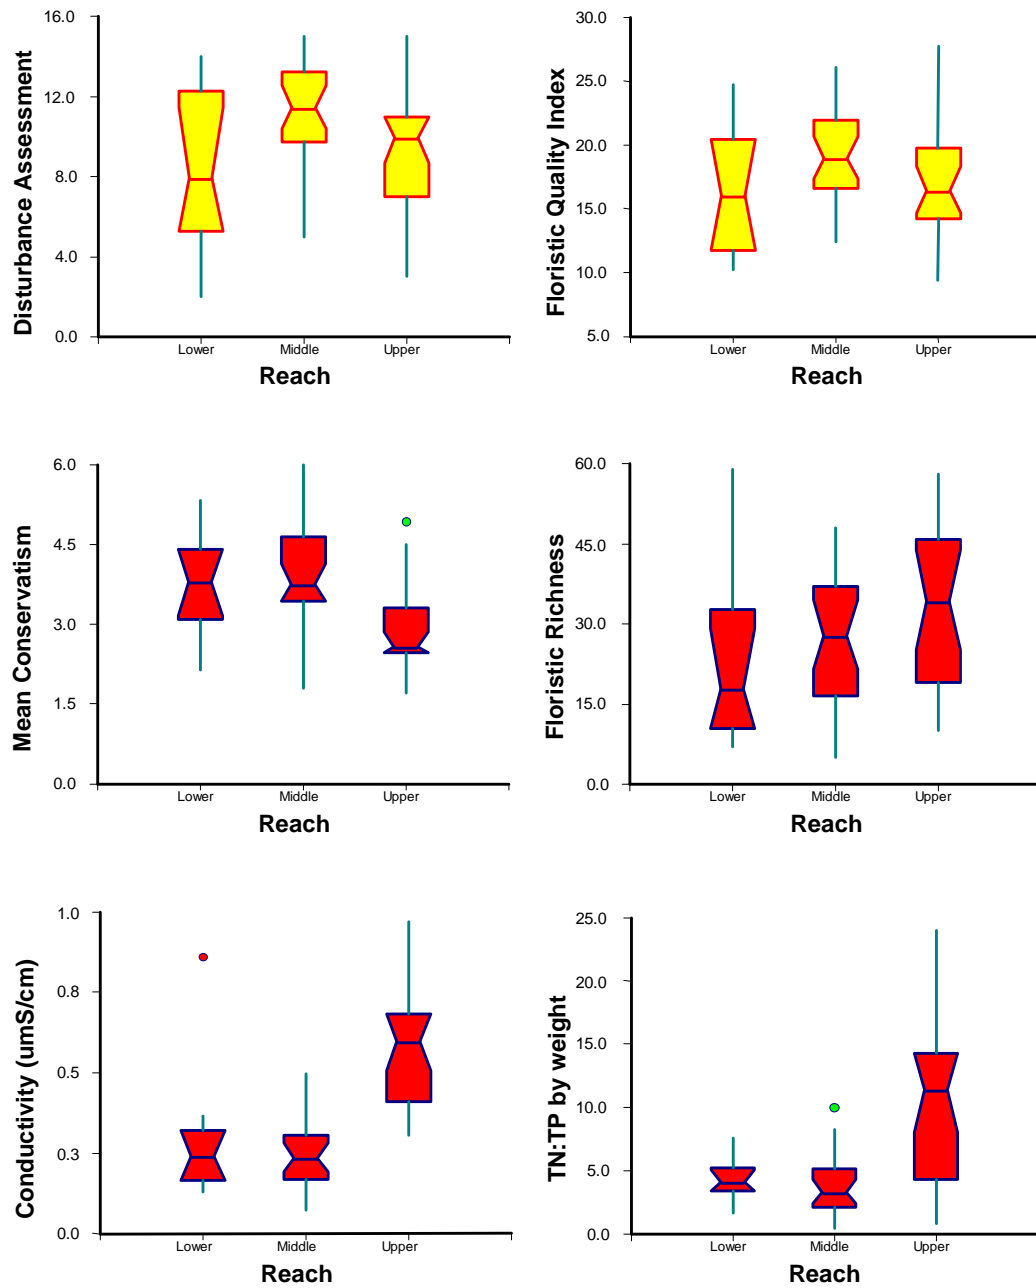 Disturbance Assessment
16.0
12.0
8.0
4.0
0.0
Lower Middle Upper
Reach
Floristic Quality Index
30.0
25.0
20.0
15.0
10.0
5.0
Lower Middle Upper
Reach
Mean Conservatism
6.0
4.5
3.0
1.5
0.0
Lower Middle Upper
Reach
Floristic Richness
60.0
45.0
30.0
15.0
0.0
Lower Middle Upper
Reach
Conductivity (umS/cm)
1.0
0.8
0.5
0.3
0.0
Lower Middle Upper
Reach
TN:TP by weight
25.0
20.0
15.0
10.0
5.0
0.0
Lower Middle Upper
Reach